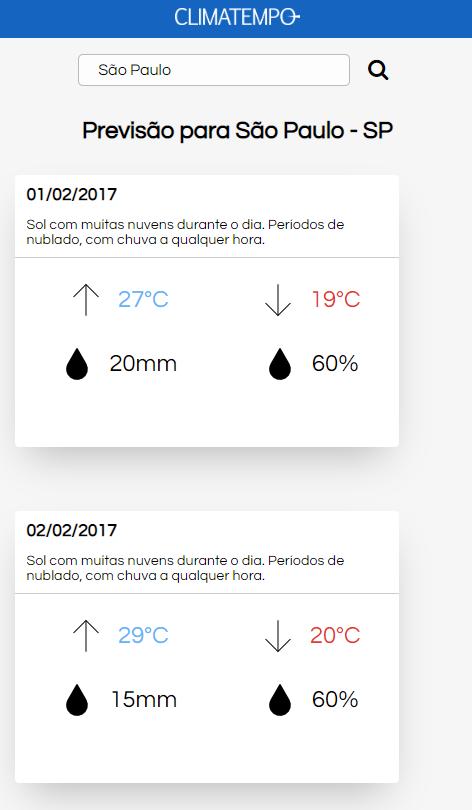 CLIMATEMPO
São Paulo
Previsão para São Paulo - SP
01/02/2017
Sol com muitas nuvens durante o dia. Períodos de
nublado, com chuva a qualquer hora.
27°C 19°C
20mm 60%
02/02/2017
Sol com muitas nuvens durante o dia. Períodos de
nublado, com chuva a qualquer hora.
29°C 20°C
15mm 60%